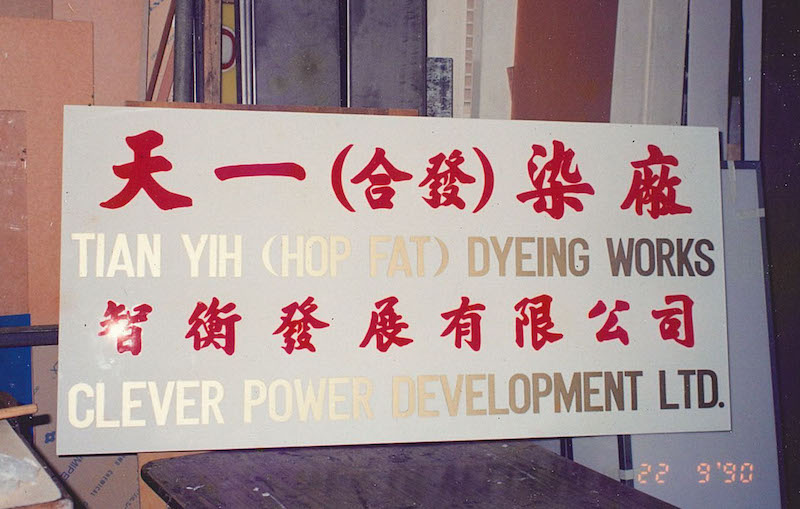 天一(合發)染廠
TIAN YIH (HOP FAT) DYEING WORKS
智衡發展有限公司
CLEVER POWER DEVELOPMENT LTD.
22 9'90